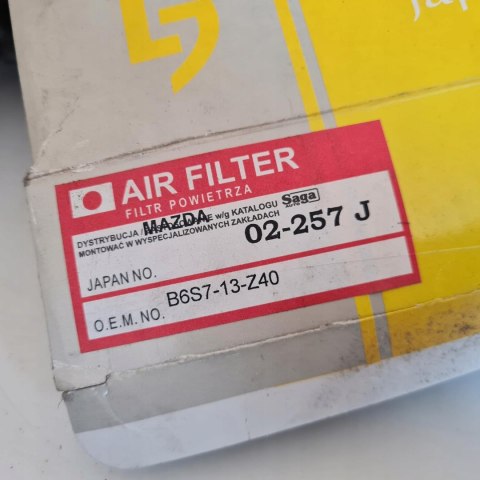 AIR FILTER
FILTR POWIETRZA
MAZDA
DYSTRYBUCJA / w/g KATALOGU Saga
MONTOWAĆ W WYSPECJALIZOWANYCH ZAKŁADACH
02-257 J
JAPAN NO.
B6S7-13-Z40
O.E.M. NO.